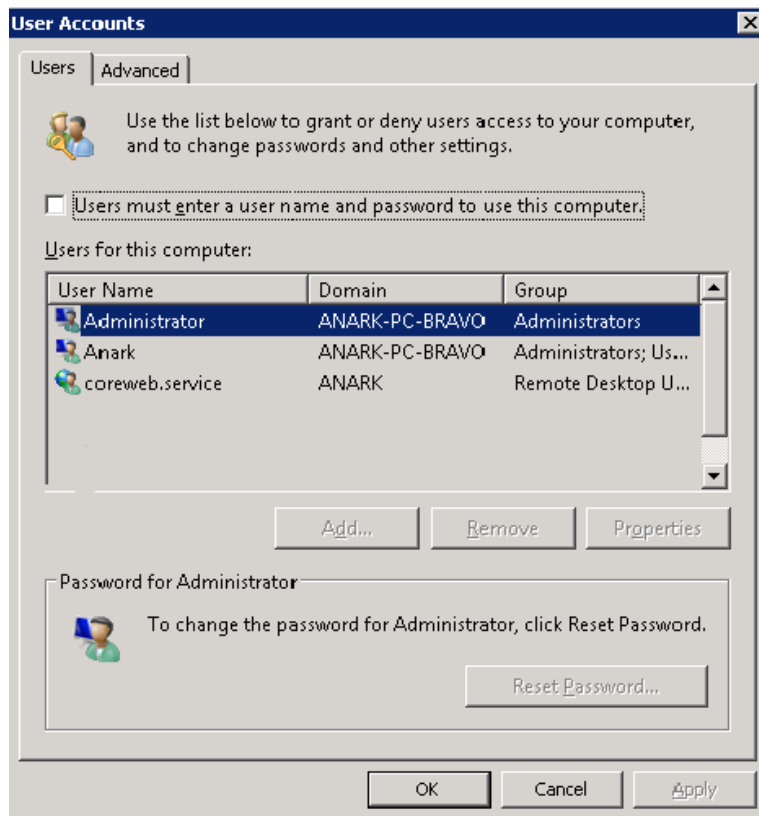 User Accounts
Users
Advanced
Use the list below to grant or deny users access to your computer,
and to change passwords and other settings.
Users must enter a user name and password to use this computer.
Users for this computer:
User Name Domain Group
Administrator ANARK-PC-BRAVO Administrators
Anark ANARK-PC-BRAVO Administrators; Us...
coreweb.service ANARK Remote Desktop U...
Add... Remove Properties
Password for Administrator
To change the password for Administrator, click Reset Password.
Reset Password...
OK Cancel Apply